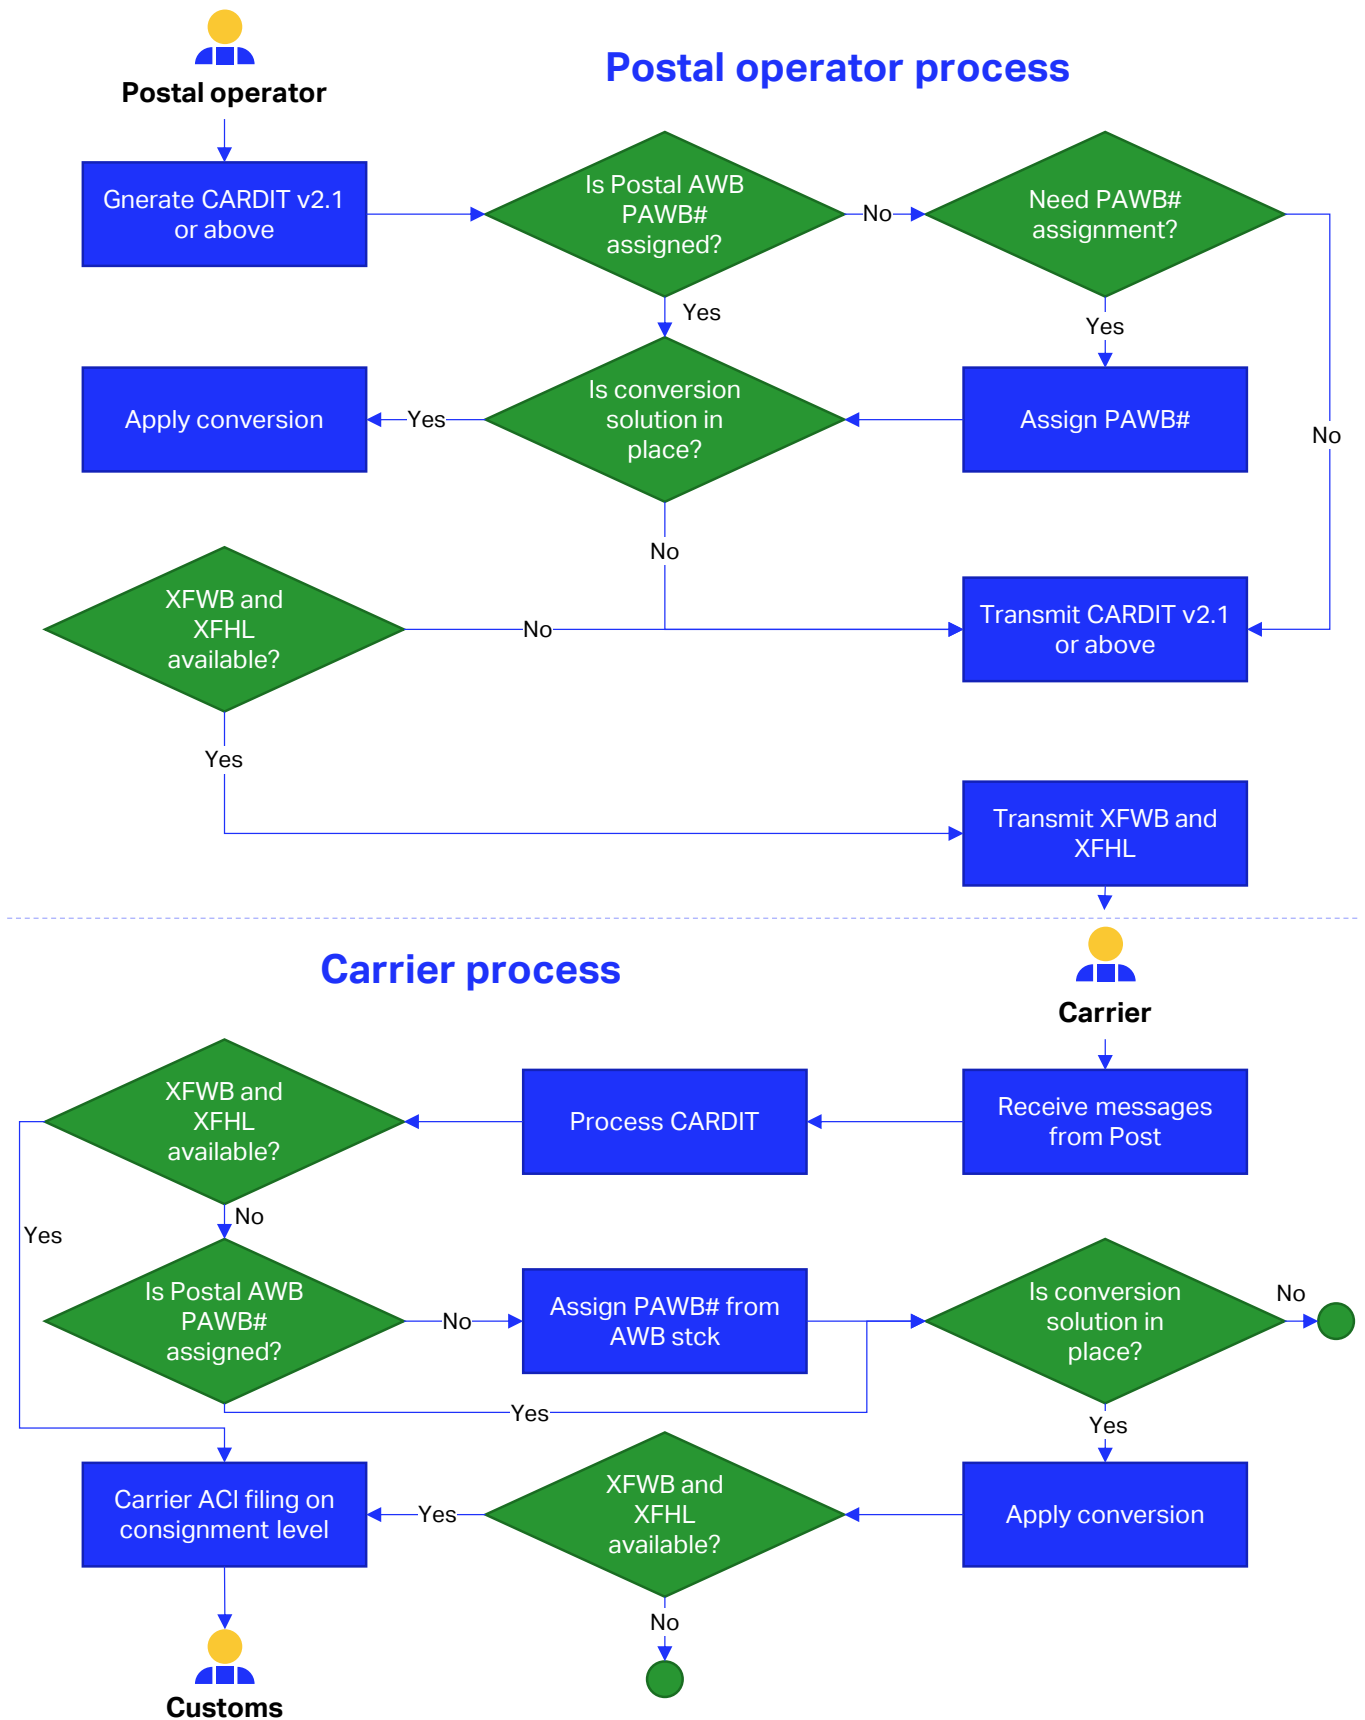 Postal operator process
Postal operator
Gnerate CARDIT v2.1
or above
Is Postal AWB
PAWB#
assigned?
No
Need PAWB#
assignment?
Yes
Yes
Apply conversion
Yes
Is conversion
solution in
place?
Assign PAWB#
No
No
XFWB and
XFHL
available?
No
Transmit CARDIT v2.1
or above
Yes
Transmit XFWB and
XFHL
Carrier process
Carrier
XFWB and
XFHL
available?
Process CARDIT
Receive messages
from Post
No
Yes
Is Postal AWB
PAWB#
assigned?
No
Assign PAWB# from
AWB stck
Is conversion
solution in
place?
No
Yes
Yes
Carrier ACI filing on
consignment level
Yes
XFWB and
XFHL
available?
Apply conversion
No
Customs